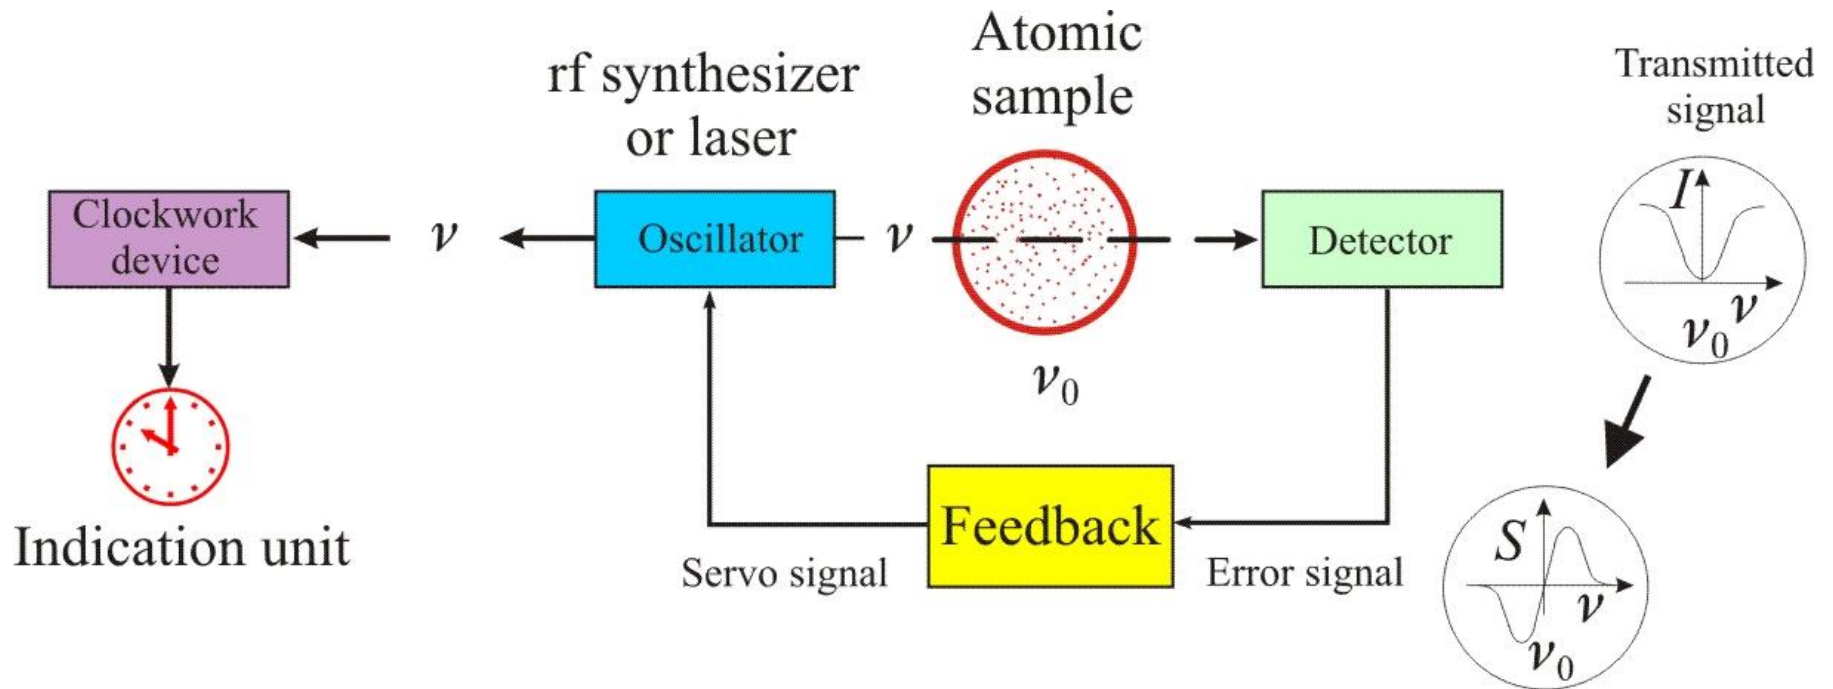 Atomic
sample
rf synthesizer
or laser
Transmitted
signal
Clockwork
device
ν
Oscillator
ν
Detector
I
ν
ν₀
ν₀
Indication unit
Feedback
Servo signal
Error signal
S
ν
ν₀